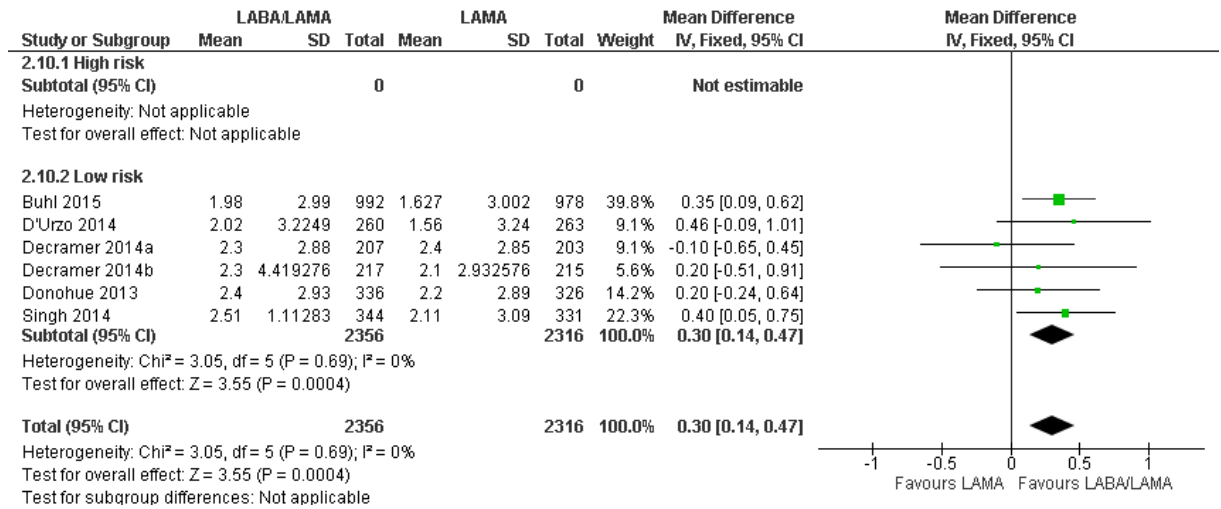 LABA/LAMA LAMA Mean Difference Mean Difference
Study or Subgroup Mean SD Total Mean SD Total Weight IV, Fixed, 95% CI IV, Fixed, 95% CI
2.10.1 High risk
Subtotal (95% CI) 0 0 Not estimable
Heterogeneity: Not applicable
Test for overall effect: Not applicable
2.10.2 Low risk
Buhl 2015 1.98 2.99 992 1.627 3.002 978 39.8% 0.35 [0.09, 0.62]
D'Urzo 2014 2.02 3.2249 260 1.56 3.24 263 9.1% 0.46 [-0.09, 1.01]
Decramer 2014a 2.3 2.88 207 2.4 2.85 203 9.1% -0.10 [-0.65, 0.45]
Decramer 2014b 2.3 4.419276 217 2.1 2.932576 215 5.6% 0.20 [-0.51, 0.91]
Donohue 2013 2.4 2.93 336 2.2 2.89 326 14.2% 0.20 [-0.24, 0.64]
Singh 2014 2.51 1.11283 344 2.11 3.09 331 22.3% 0.40 [0.05, 0.75]
Subtotal (95% CI) 2356 2316 100.0% 0.30 [0.14, 0.47]
Heterogeneity: Chi² = 3.05, df = 5 (P = 0.69); I² = 0%
Test for overall effect: Z = 3.55 (P = 0.0004)
Total (95% CI) 2356 2316 100.0% 0.30 [0.14, 0.47]
Heterogeneity: Chi² = 3.05, df = 5 (P = 0.69); I² = 0%
Test for overall effect: Z = 3.55 (P = 0.0004)
Test for subgroup differences: Not applicable
-1 -0.5 0 0.5 1
Favours LAMA Favours LABA/LAMA